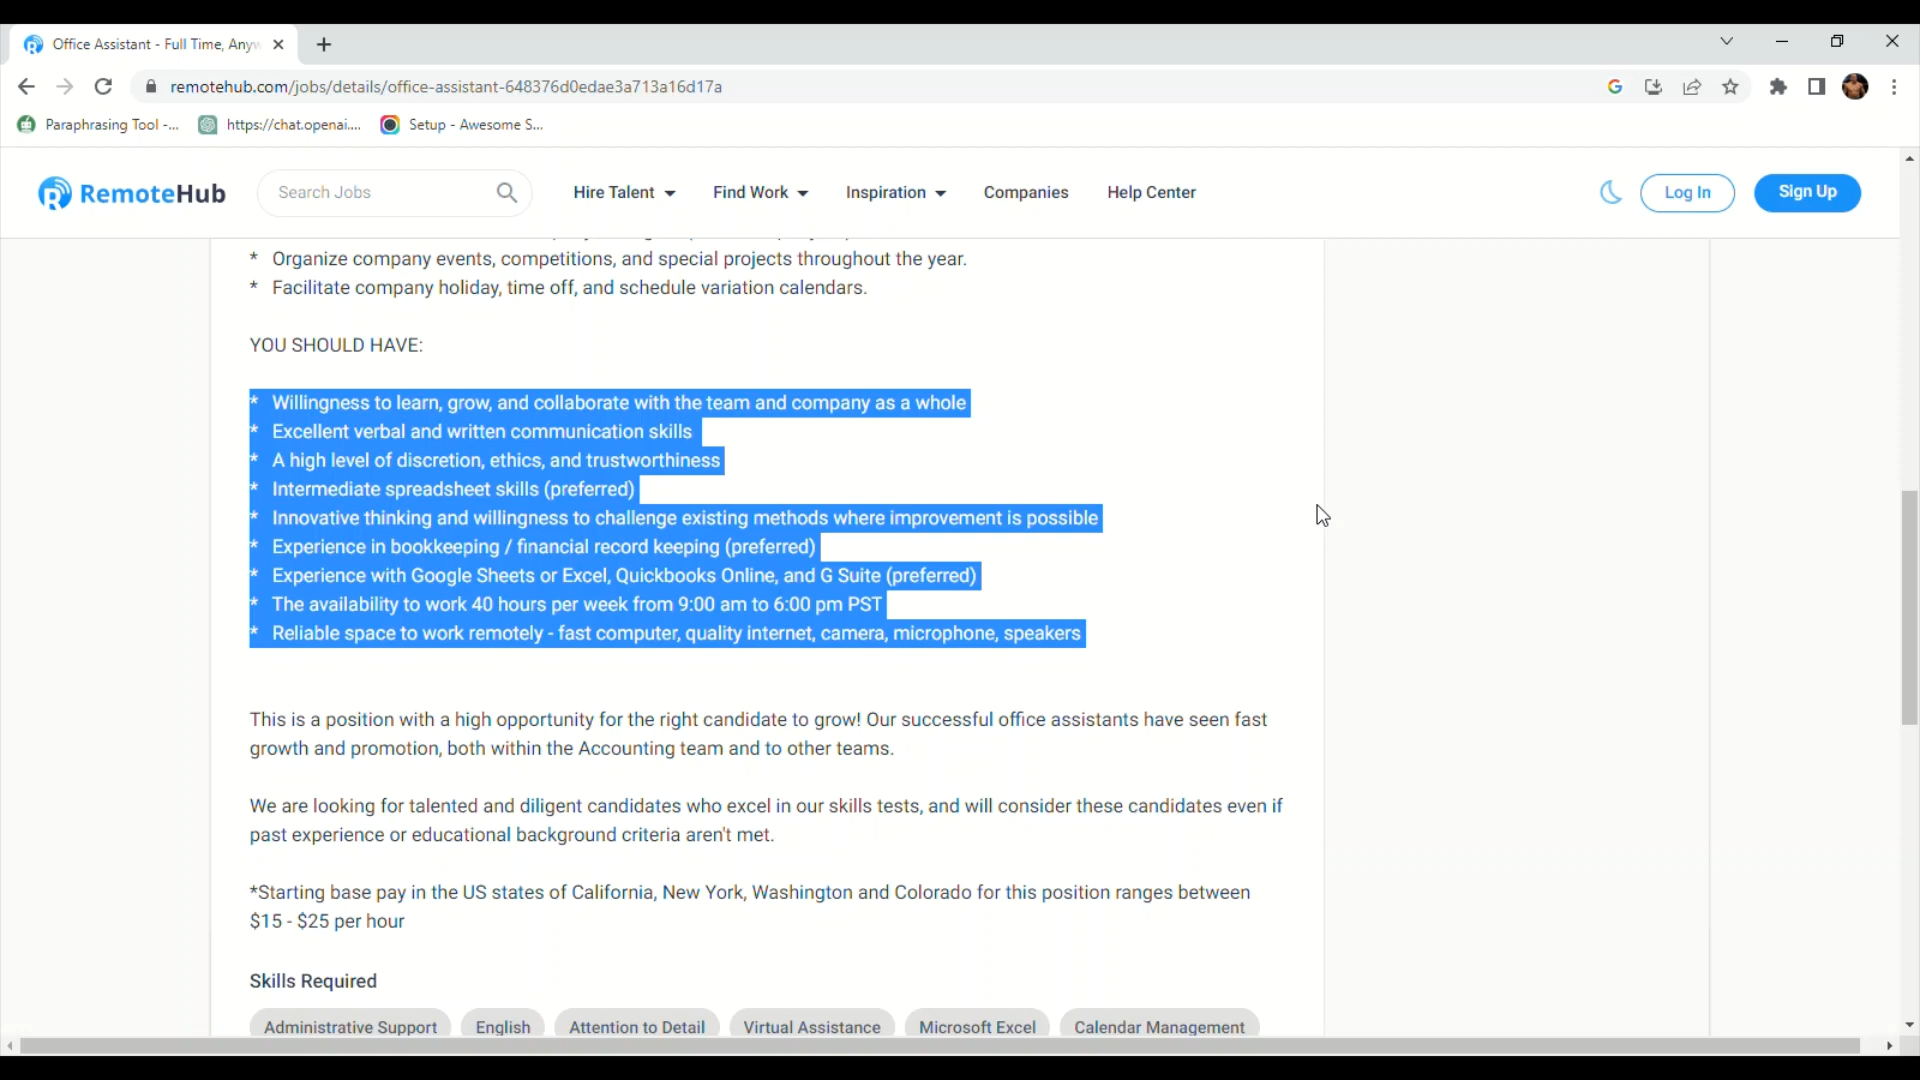 Office Assistant - Full Time, Anyw
remotehub.com/jobs/details/office-assistant-648376d0edae3a713a16d17a
Paraphrasing Tool -...
https://chat.openai....
Setup - Awesome S...
RemoteHub
Search Jobs
Hire Talent
Find Work
Inspiration
Companies
Help Center
Log In
Sign Up
* Organize company events, competitions, and special projects throughout the year.
* Facilitate company holiday, time off, and schedule variation calendars.
YOU SHOULD HAVE:
* Willingness to learn, grow, and collaborate with the team and company as a whole
* Excellent verbal and written communication skills
* A high level of discretion, ethics, and trustworthiness
* Intermediate spreadsheet skills (preferred)
* Innovative thinking and willingness to challenge existing methods where improvement is possible
* Experience in bookkeeping / financial record keeping (preferred)
* Experience with Google Sheets or Excel, Quickbooks Online, and G Suite (preferred)
* The availability to work 40 hours per week from 9:00 am to 6:00 pm PST
* Reliable space to work remotely - fast computer, quality internet, camera, microphone, speakers
This is a position with a high opportunity for the right candidate to grow! Our successful office assistants have seen fast
growth and promotion, both within the Accounting team and to other teams.
We are looking for talented and diligent candidates who excel in our skills tests, and will consider these candidates even if
past experience or educational background criteria aren't met.
*Starting base pay in the US states of California, New York, Washington and Colorado for this position ranges between
$15 - $25 per hour
Skills Required
Administrative Support
English
Attention to Detail
Virtual Assistance
Microsoft Excel
Calendar Management